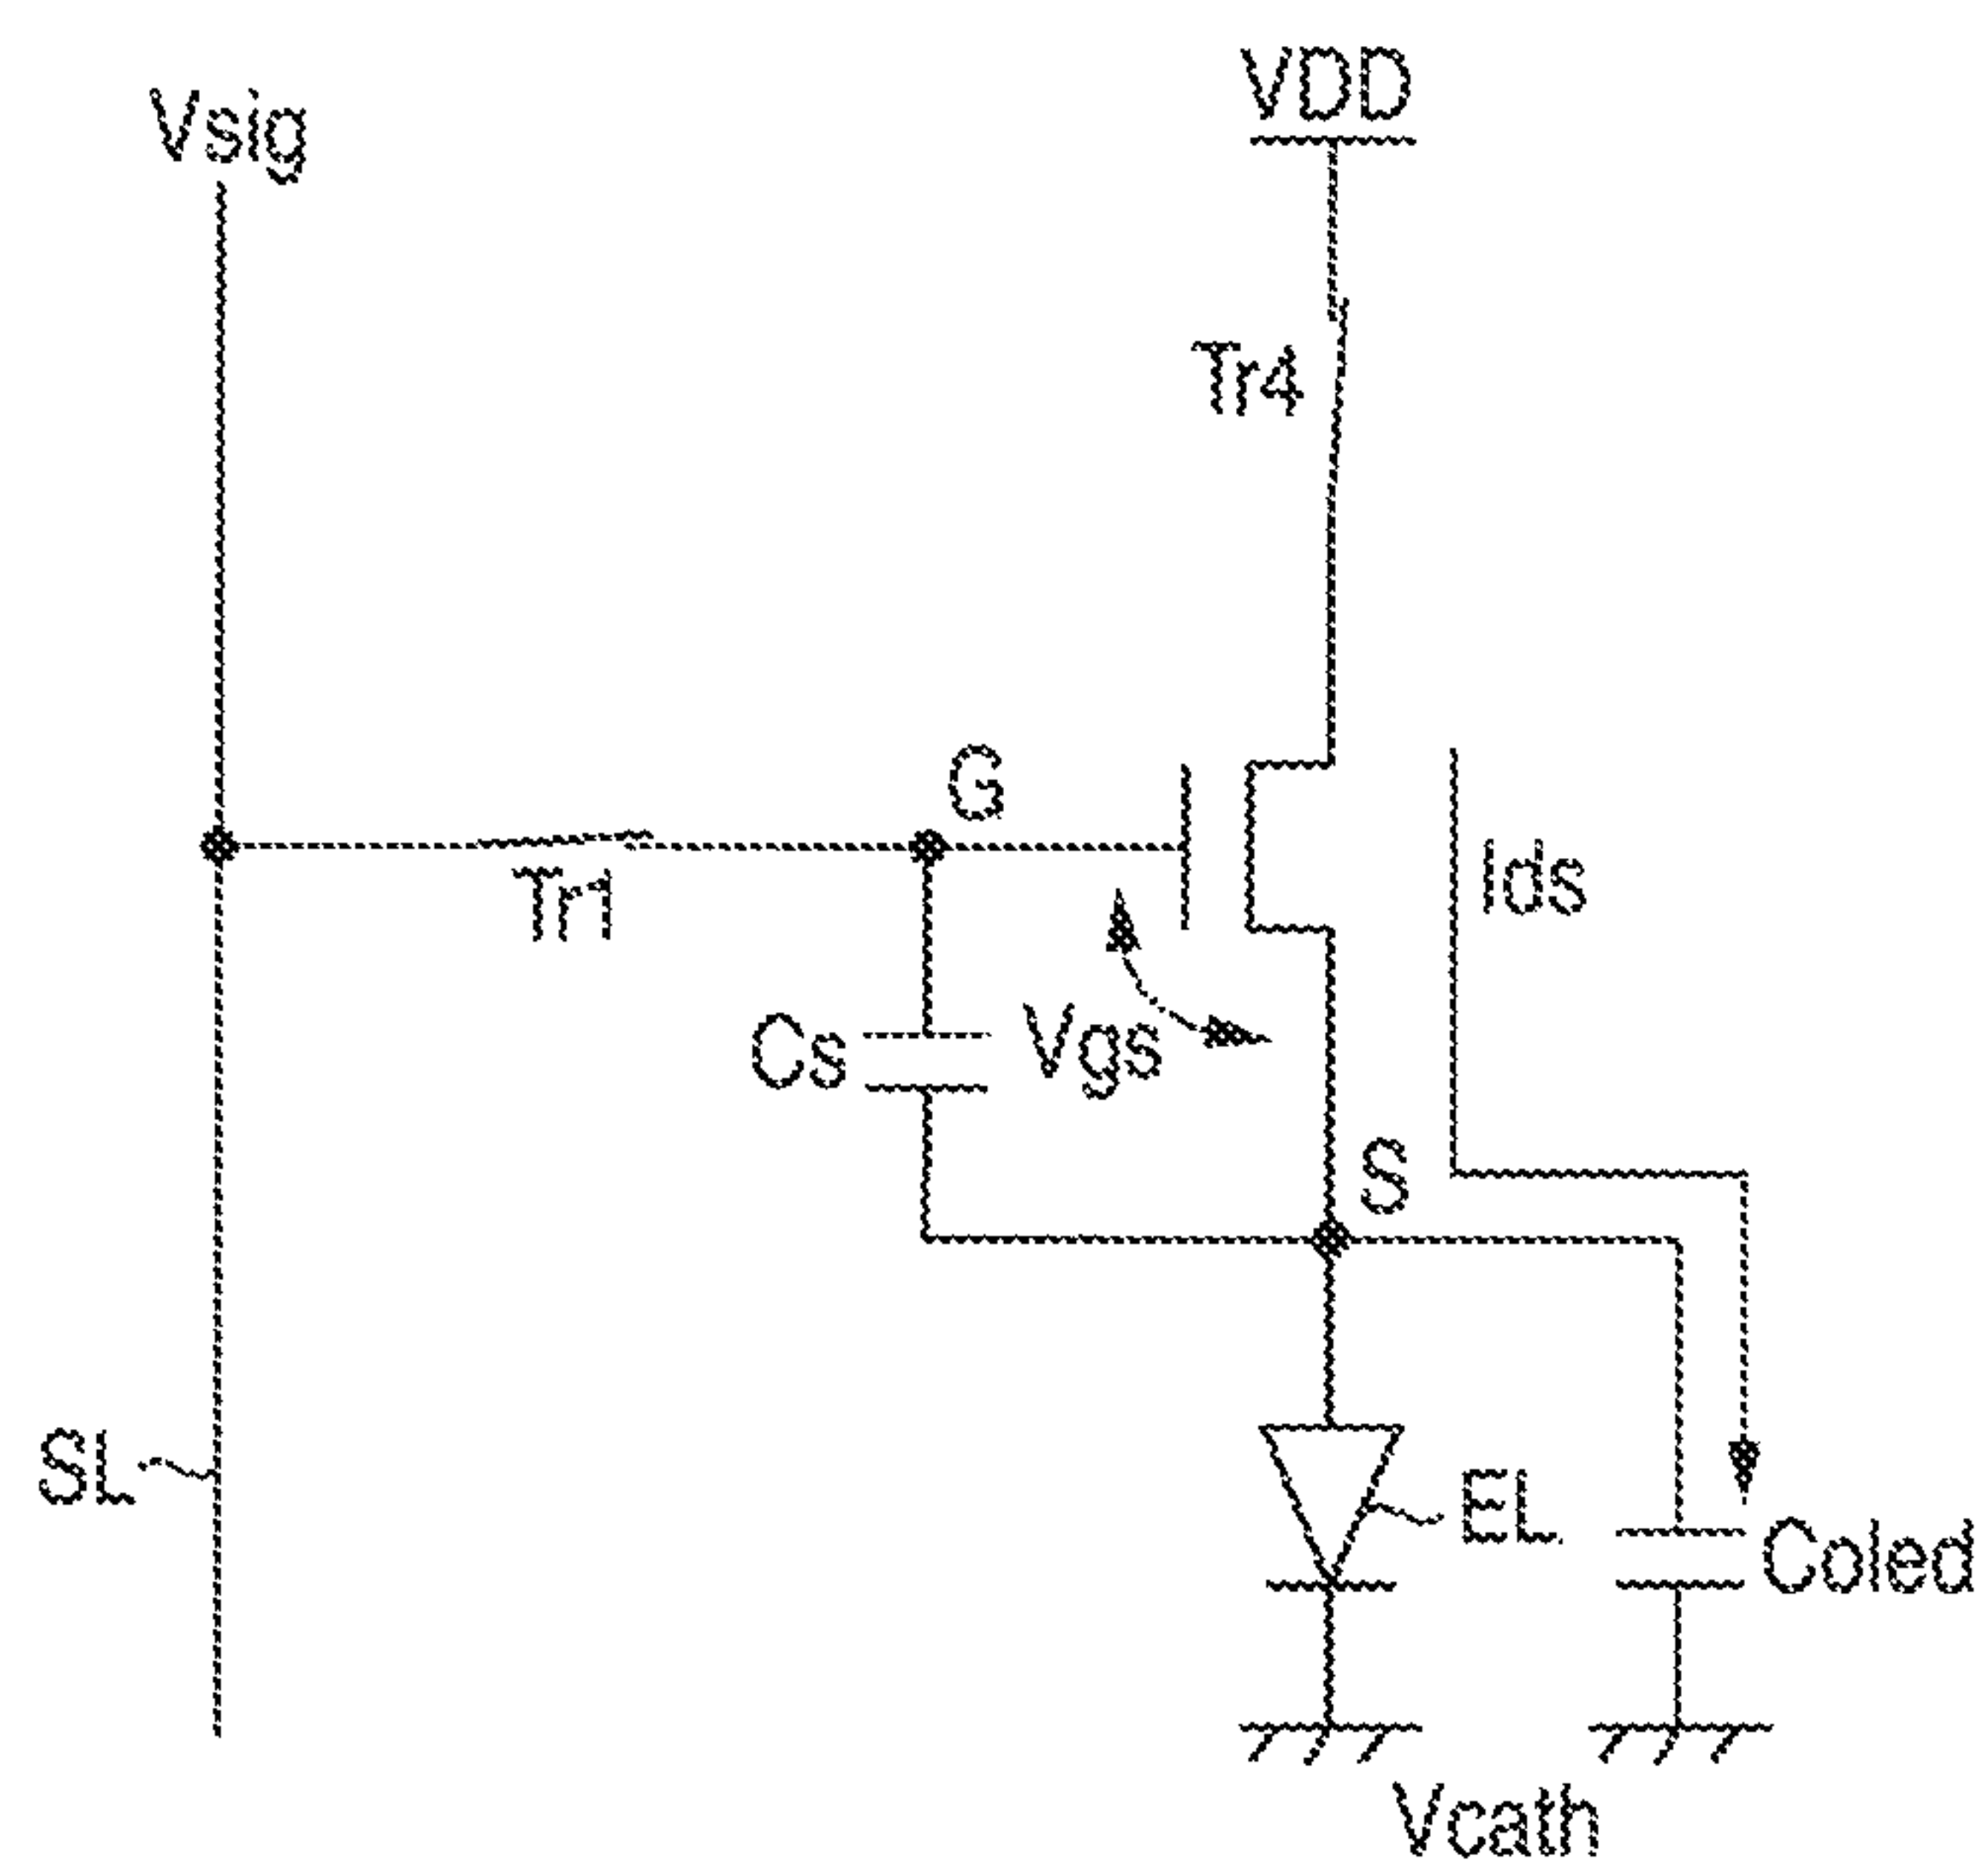 Vsig
VDD
Tr4
G
Tr1
Ids
Cs
Vgs
S
SL
EL
Coled
Vcath